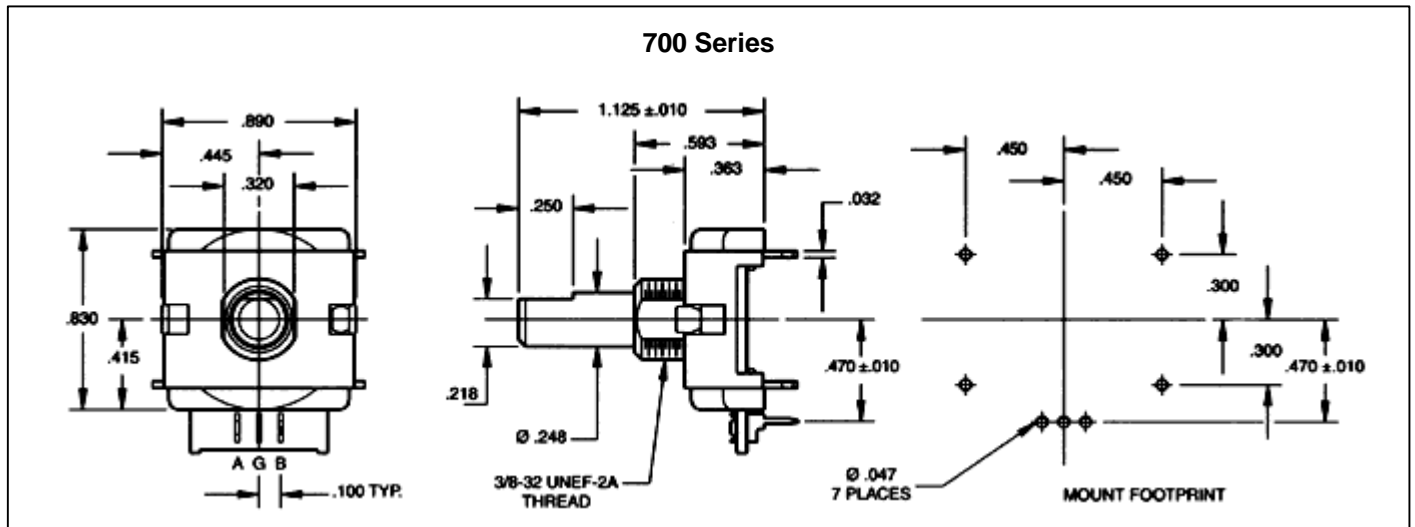 700 Series
.890
.445
.320
.830
.415
A G B
.100 TYP.
1.125 ±.010
.593
.363
.250
.032
.218
Ø .248
3/8-32 UNEF-2A
THREAD
.470 ±.010
.450
.450
.300
.300
.470 ±.010
Ø .047
7 PLACES
MOUNT FOOTPRINT